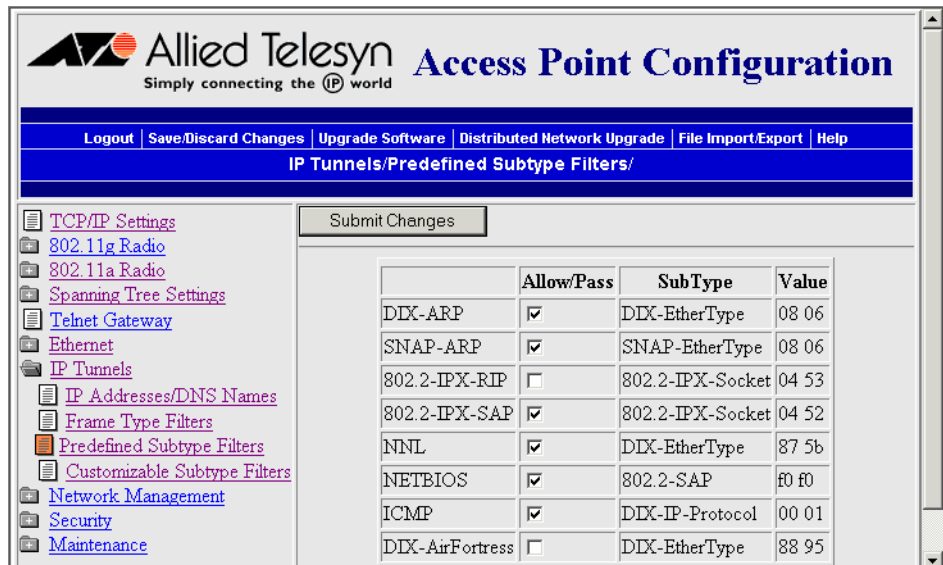 Allied Telesyn
Simply connecting the IP world
Access Point Configuration
Logout | Save/Discard Changes | Upgrade Software | Distributed Network Upgrade | File Import/Export | Help
IP Tunnels/Predefined Subtype Filters/
TCP/IP Settings
802.11g Radio
802.11a Radio
Spanning Tree Settings
Telnet Gateway
Ethernet
IP Tunnels
IP Addresses/DNS Names
Frame Type Filters
Predefined Subtype Filters
Customizable Subtype Filters
Network Management
Security
Maintenance
Submit Changes
Allow/Pass SubType Value
DIX-ARP DIX-EtherType 08 06
SNAP-ARP SNAP-EtherType 08 06
802.2-IPX-RIP 802.2-IPX-Socket 04 53
802.2-IPX-SAP 802.2-IPX-Socket 04 52
NNL DIX-EtherType 87 5b
NETBIOS 802.2-SAP f0 f0
ICMP DIX-IP-Protocol 00 01
DIX-AirFortress DIX-EtherType 88 95